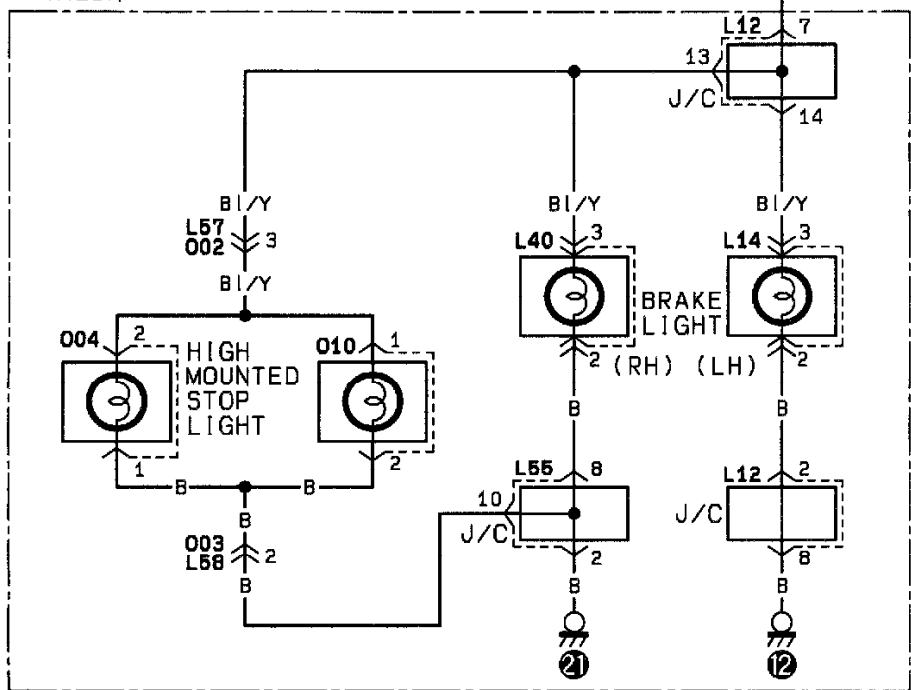 L12 7
13
J/C
14
Bl/Y Bl/Y Bl/Y
L57
O02 3
L40 3
L14 3
Bl/Y
BRAKE
LIGHT
(RH) (LH)
2 2
O04 2
HIGH
MOUNTED
STOP
LIGHT
O10 1
1 2
B B
B B
B
L55 8
L12 2
10
J/C
J/C
2 8
O03
L58 2
B B B
21 12